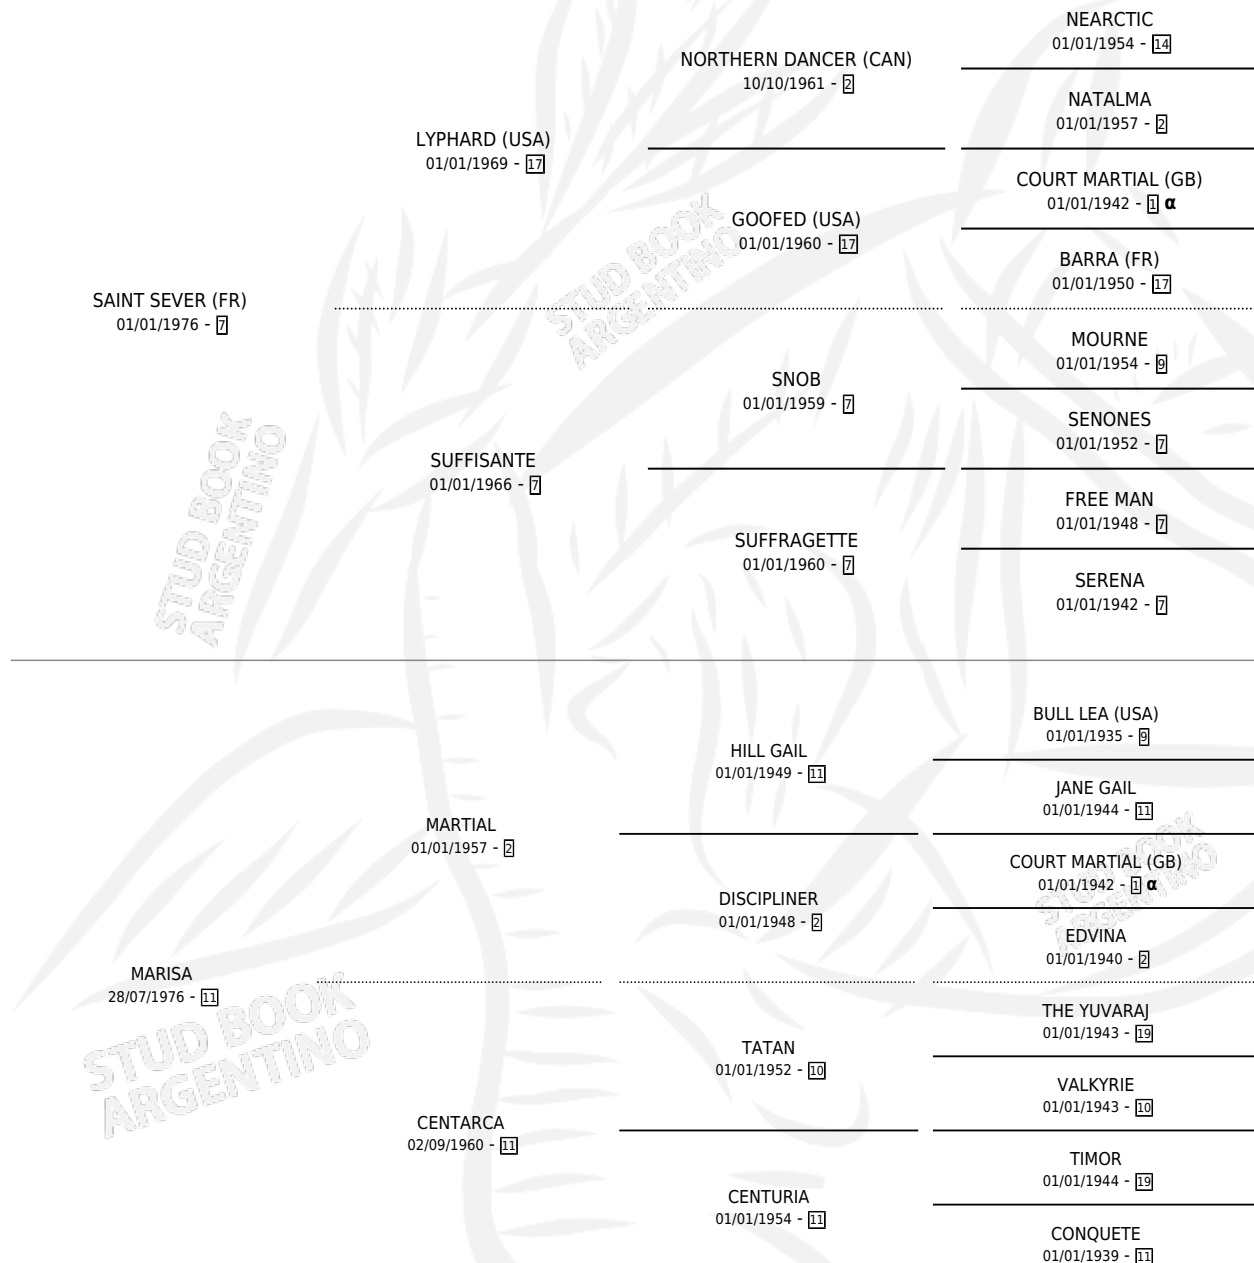 NEARCTIC
01/01/1954 - 14
NORTHERN DANCER (CAN)
10/10/1961 - 2
NATALMA
01/01/1957 - 2
LYPHARD (USA)
01/01/1969 - 17
COURT MARTIAL (GB)
01/01/1942 - 1 α
GOOFED (USA)
01/01/1960 - 17
BARRA (FR)
01/01/1950 - 17
SAINT SEVER (FR)
01/01/1976 - 7
MOURNE
01/01/1954 - 9
SNOB
01/01/1959 - 7
SENONES
01/01/1952 - 7
SUFFISANTE
01/01/1966 - 7
FREE MAN
01/01/1948 - 7
SUFFRAGETTE
01/01/1960 - 7
SERENA
01/01/1942 - 7
STUD BOOK
ARGENTINO
STUD BOOK
ARGENTINO
BULL LEA (USA)
01/01/1935 - 9
HILL GAIL
01/01/1949 - 11
JANE GAIL
01/01/1944 - 11
MARTIAL
01/01/1957 - 2
COURT MARTIAL (GB)
01/01/1942 - 1 α
DISCIPLINER
01/01/1948 - 2
EDVINA
01/01/1940 - 2
MARISA
28/07/1976 - 11
THE YUVARAJ
01/01/1943 - 19
TATAN
01/01/1952 - 10
VALKYRIE
01/01/1943 - 10
CENTARCA
02/09/1960 - 11
TIMOR
01/01/1944 - 19
CENTURIA
01/01/1954 - 11
CONQUETE
01/01/1939 - 11
STUD BOOK
ARGENTINO
STUD BOOK
ARGENTINO